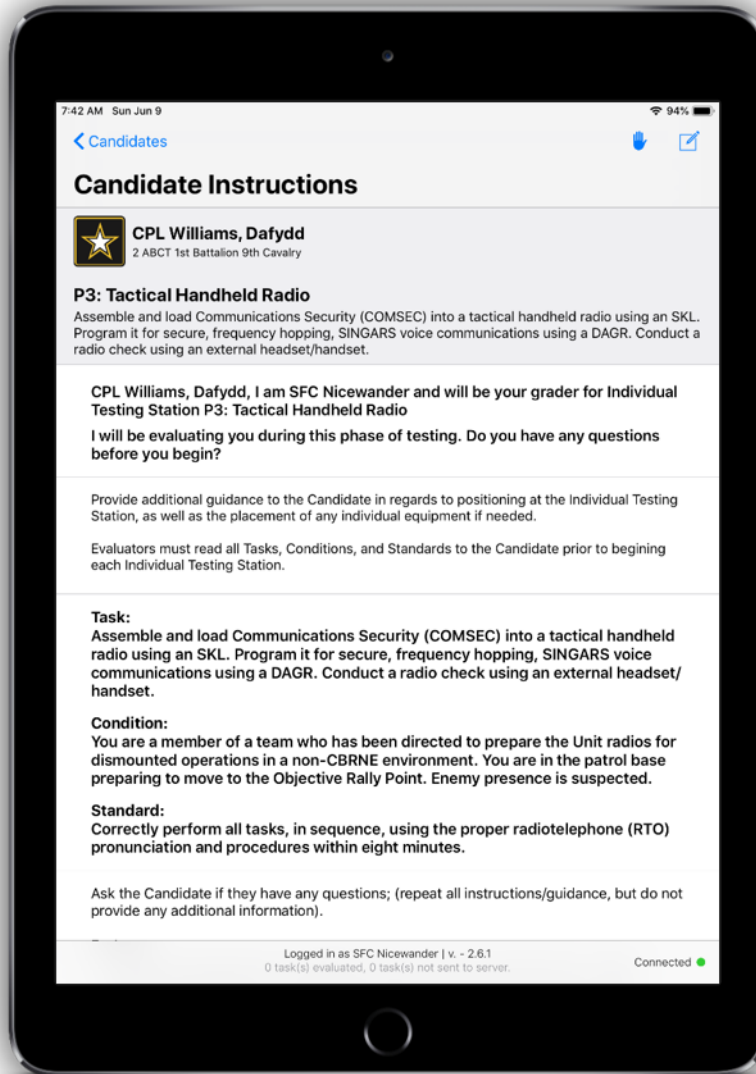 7:42 AM Sun Jun 9
94%
Candidates
Candidate Instructions
CPL Williams, Dafydd
2 ABCT 1st Battalion 9th Cavalry
P3: Tactical Handheld Radio
Assemble and load Communications Security (COMSEC) into a tactical handheld radio using an SKL.
Program it for secure, frequency hopping, SINGARS voice communications using a DAGR. Conduct a
radio check using an external headset/handset.
CPL Williams, Dafydd, I am SFC Nicewander and will be your grader for Individual
Testing Station P3: Tactical Handheld Radio
I will be evaluating you during this phase of testing. Do you have any questions
before you begin?
Provide additional guidance to the Candidate in regards to positioning at the Individual Testing
Station, as well as the placement of any individual equipment if needed.
Evaluators must read all Tasks, Conditions, and Standards to the Candidate prior to begining
each Individual Testing Station.
Task:
Assemble and load Communications Security (COMSEC) into a tactical handheld
radio using an SKL. Program it for secure, frequency hopping, SINGARS voice
communications using a DAGR. Conduct a radio check using an external headset/
handset.
Condition:
You are a member of a team who has been directed to prepare the Unit radios for
dismounted operations in a non-CBRNE environment. You are in the patrol base
preparing to move to the Objective Rally Point. Enemy presence is suspected.
Standard:
Correctly perform all tasks, in sequence, using the proper radiotelephone (RTO)
pronunciation and procedures within eight minutes.
Ask the Candidate if they have any questions; (repeat all instructions/guidance, but do not
provide any additional information).
Logged in as SFC Nicewander | v. - 2.6.1
0 task(s) evaluated, 0 task(s) not sent to server.
Connected